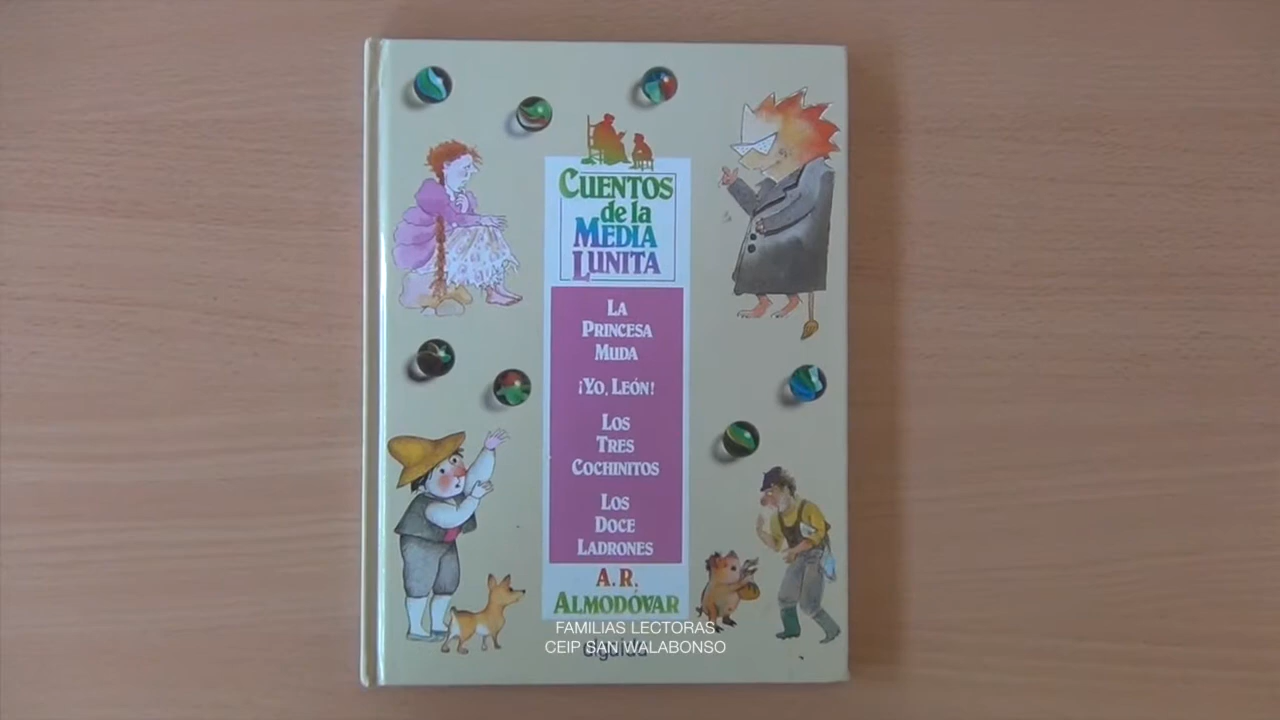 CUENTOS
de la
MEDIA
LUNITA
LA
PRINCESA
MUDA
¡YO, LEÓN!
LOS
TRES
COCHINITOS
LOS
DOCE
LADRONES
A. R.
ALMODÓVAR
FAMILIAS LECTORAS
CEIP SAN WALABONSO